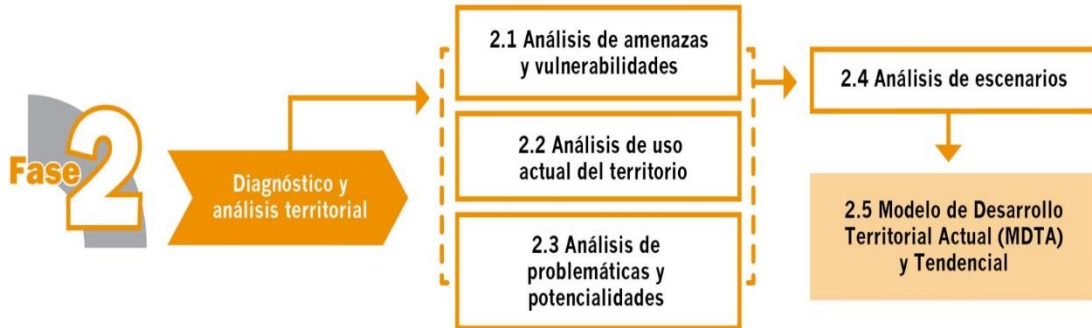 Fase 2
Diagnóstico y
análisis territorial
2.1 Análisis de amenazas
y vulnerabilidades
2.2 Análisis de uso
actual del territorio
2.3 Análisis de
problemáticas y
potencialidades
2.4 Análisis de escenarios
2.5 Modelo de Desarrollo
Territorial Actual (MDTA)
y Tendencial